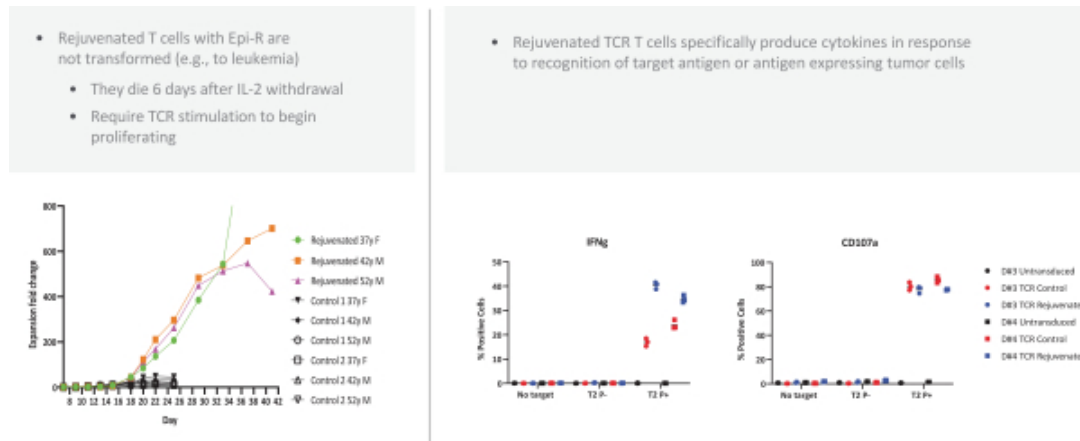 • Rejuvenated T cells with Epi-R are
not transformed (e.g., to leukemia)
• They die 6 days after IL-2 withdrawal
• Require TCR stimulation to begin
proliferating
• Rejuvenated TCR T cells specifically produce cytokines in response
to recognition of target antigen or antigen expressing tumor cells
Expansion fold change
800
600
400
200
0
8 10 12 14 16 18 20 22 24 26 28 30 32 34 36 38 40 42
Day
Rejuvenated 37y F
Rejuvenated 42y M
Rejuvenated 52y M
Control 1 37y F
Control 1 42y M
Control 1 52y M
Control 2 37y F
Control 2 42y M
Control 2 52y M
IFNg
% Positive Cells
50
40
30
20
10
0
No target T2 P- T2 P+
CD107a
% Positive Cells
100
80
60
40
20
0
No target T2 P- T2 P+
D#3 Untransduced
D#3 TCR Control
D#3 TCR Rejuvenate
D#4 Untransduced
D#4 TCR Control
D#4 TCR Rejuvenate